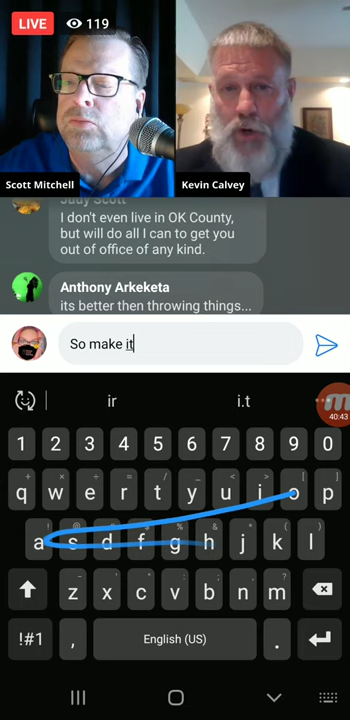 LIVE 119
Scott Mitchell
Kevin Calvey
Judy Scott
I don't even live in OK County,
but will do all I can to get you
out of office of any kind.
Anthony Arkeketa
its better then throwing things...
So make it
ir i.t
40:43
1 2 3 4 5 6 7 8 9 0
q w e r t y u i o p
a s d f g h j k l
z x c v b n m
!#1 , English (US) .